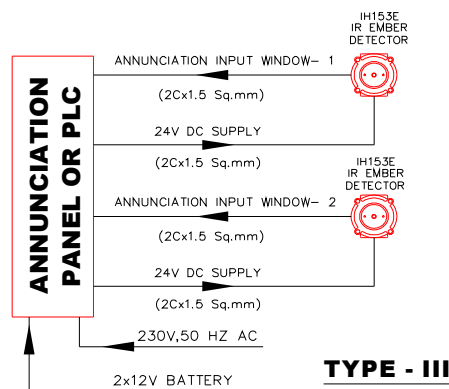 IH153E
IR EMBER
DETECTOR
ANNUNCIATION INPUT WINDOW- 1
(2Cx1.5 Sq.mm)
24V DC SUPPLY
(2Cx1.5 Sq.mm)
ANNUNCIATION
PANEL OR PLC
IH153E
IR EMBER
DETECTOR
ANNUNCIATION INPUT WINDOW- 2
(2Cx1.5 Sq.mm)
24V DC SUPPLY
(2Cx1.5 Sq.mm)
230V,50 HZ AC
2x12V BATTERY
TYPE - III